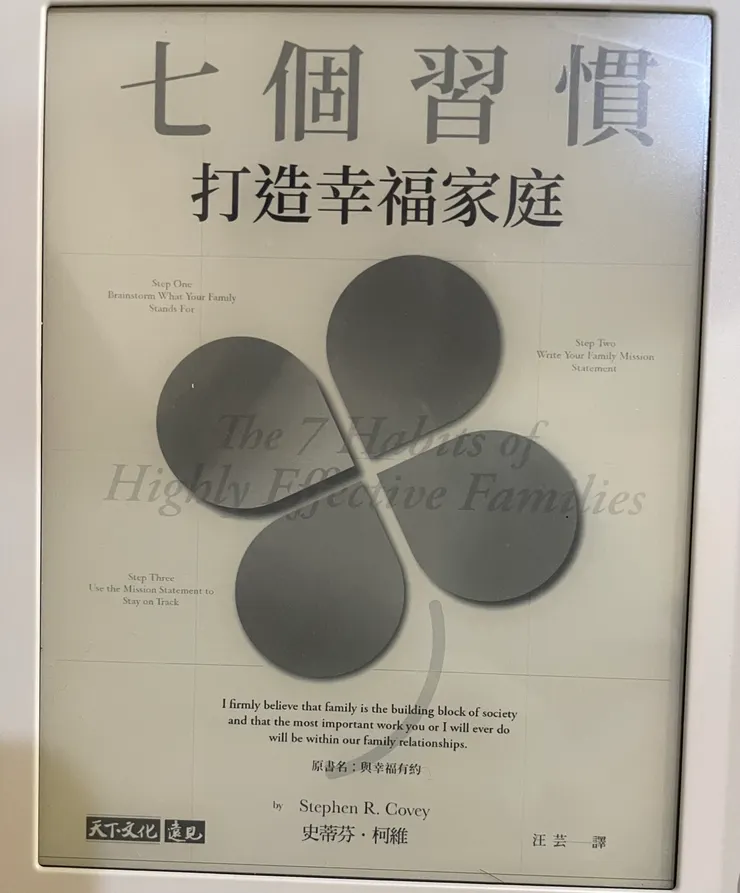 七個習慣
打造幸福家庭
Step One
Brainstorm What Your Family
Stands For
Step Two
Write Your Family Mission
Statement
The 7 Habits of
Highly Effective Families
Step Three
Use the Mission Statement to
Stay on Track
I firmly believe that family is the building block of society
and that the most important work you or I will ever do
will be within our family relationships.
原書名：與幸福有約
by Stephen R. Covey
史蒂芬·柯維
天下文化 遠見
汪芸─譯